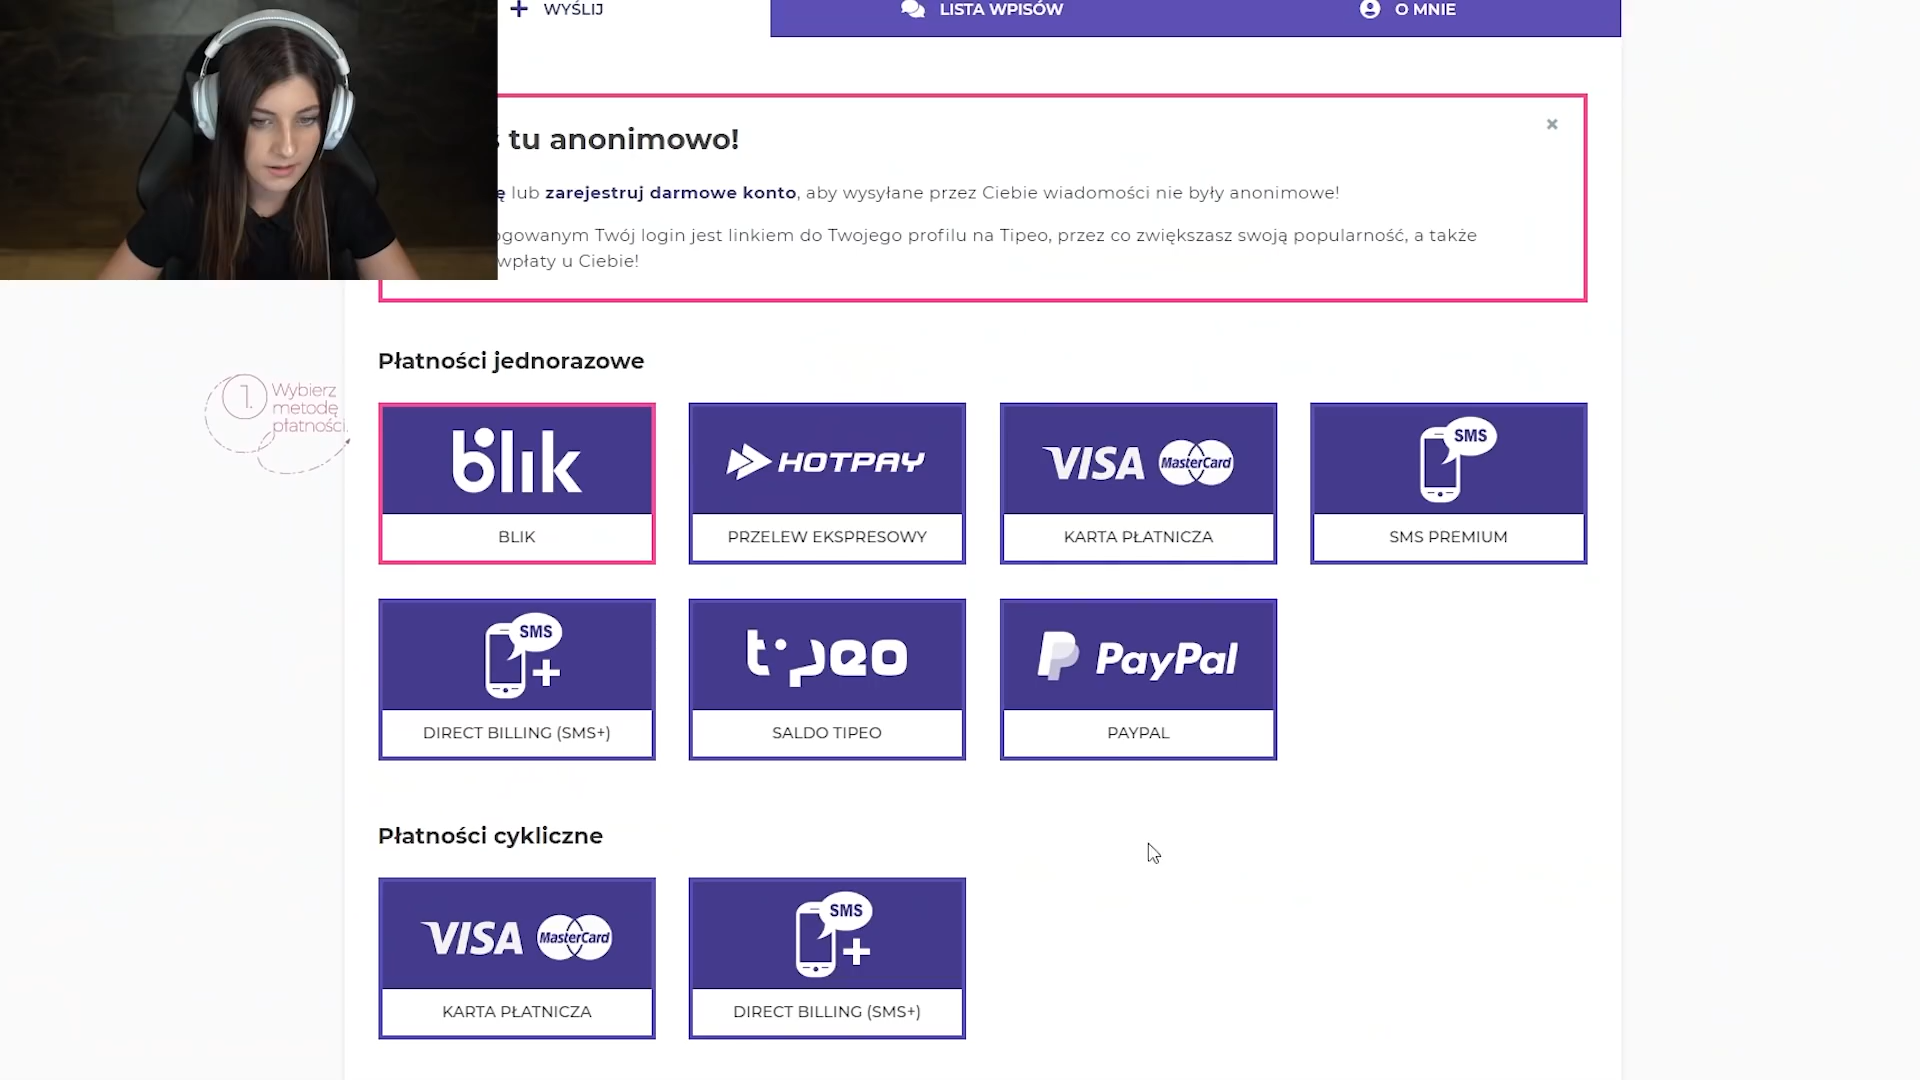 WYŚLIJ
LISTA WPISÓW
O MNIE
tu anonimowo!
lub zarejestruj darmowe konto, aby wysyłane przez Ciebie wiadomości nie były anonimowe!
Twój login jest linkiem do Twojego profilu na Tipeo, przez co zwiększasz swoją popularność, a także
wpłaty u Ciebie!
Płatności jednorazowe
1. Wybierz
metodę
płatności.
blik
HOTPAY
VISA MasterCard
SMS
BLIK
PRZELEW EKSPRESOWY
KARTA PŁATNICZA
SMS PREMIUM
SMS +
tipeo
PayPal
DIRECT BILLING (SMS+)
SALDO TIPEO
PAYPAL
Płatności cykliczne
VISA MasterCard
SMS +
KARTA PŁATNICZA
DIRECT BILLING (SMS+)